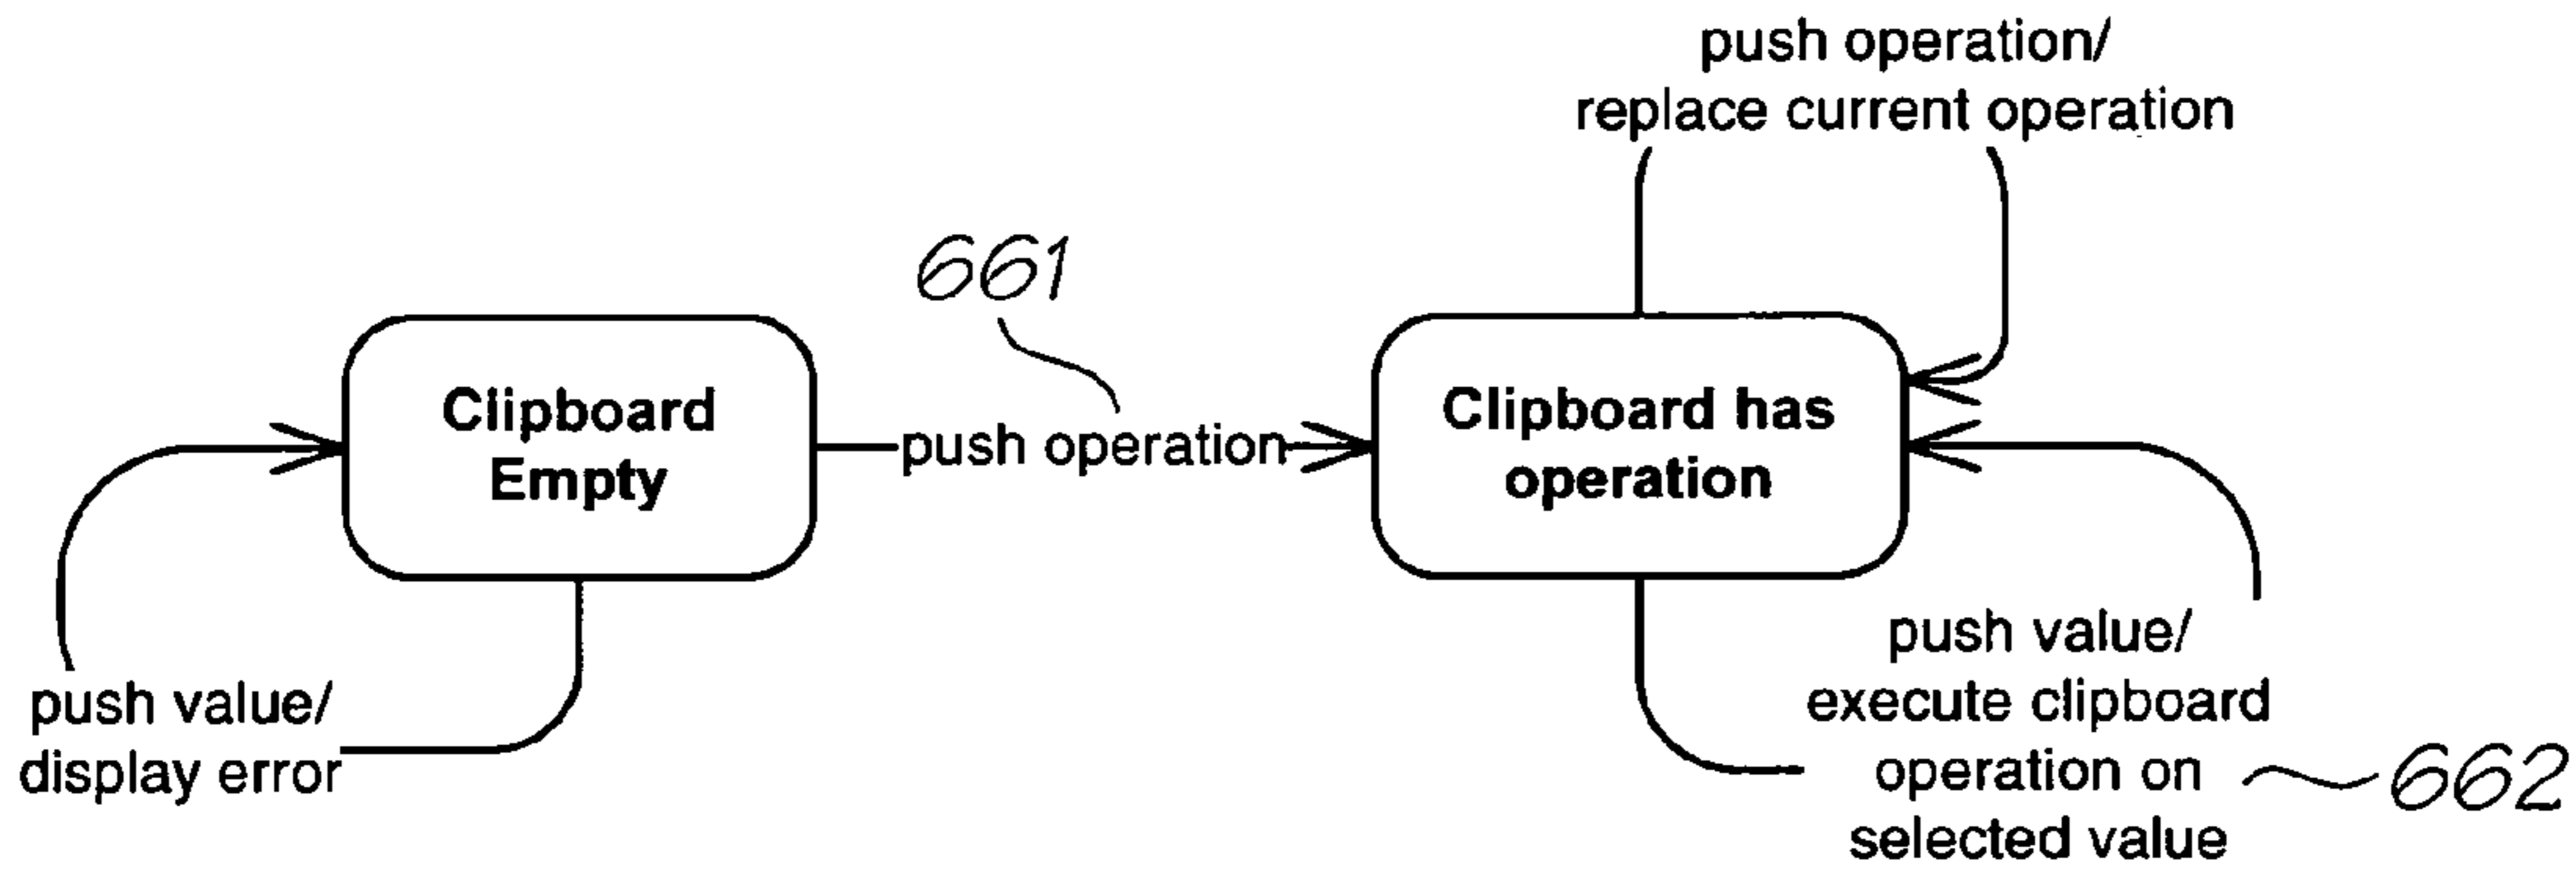 push operation/
replace current operation
661
Clipboard
Empty
push operation
Clipboard has
operation
push value/
display error
push value/
execute clipboard
operation on
selected value
662